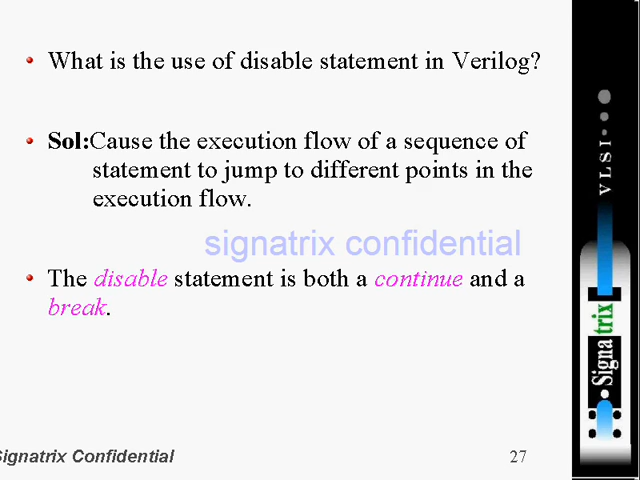 • What is the use of disable statement in Verilog?
• Sol:Cause the execution flow of a sequence of
statement to jump to different points in the
execution flow.
signatrix confidential
• The disable statement is both a continue and a
break.
Signatrix Confidential
27
VLSI
Signatrix